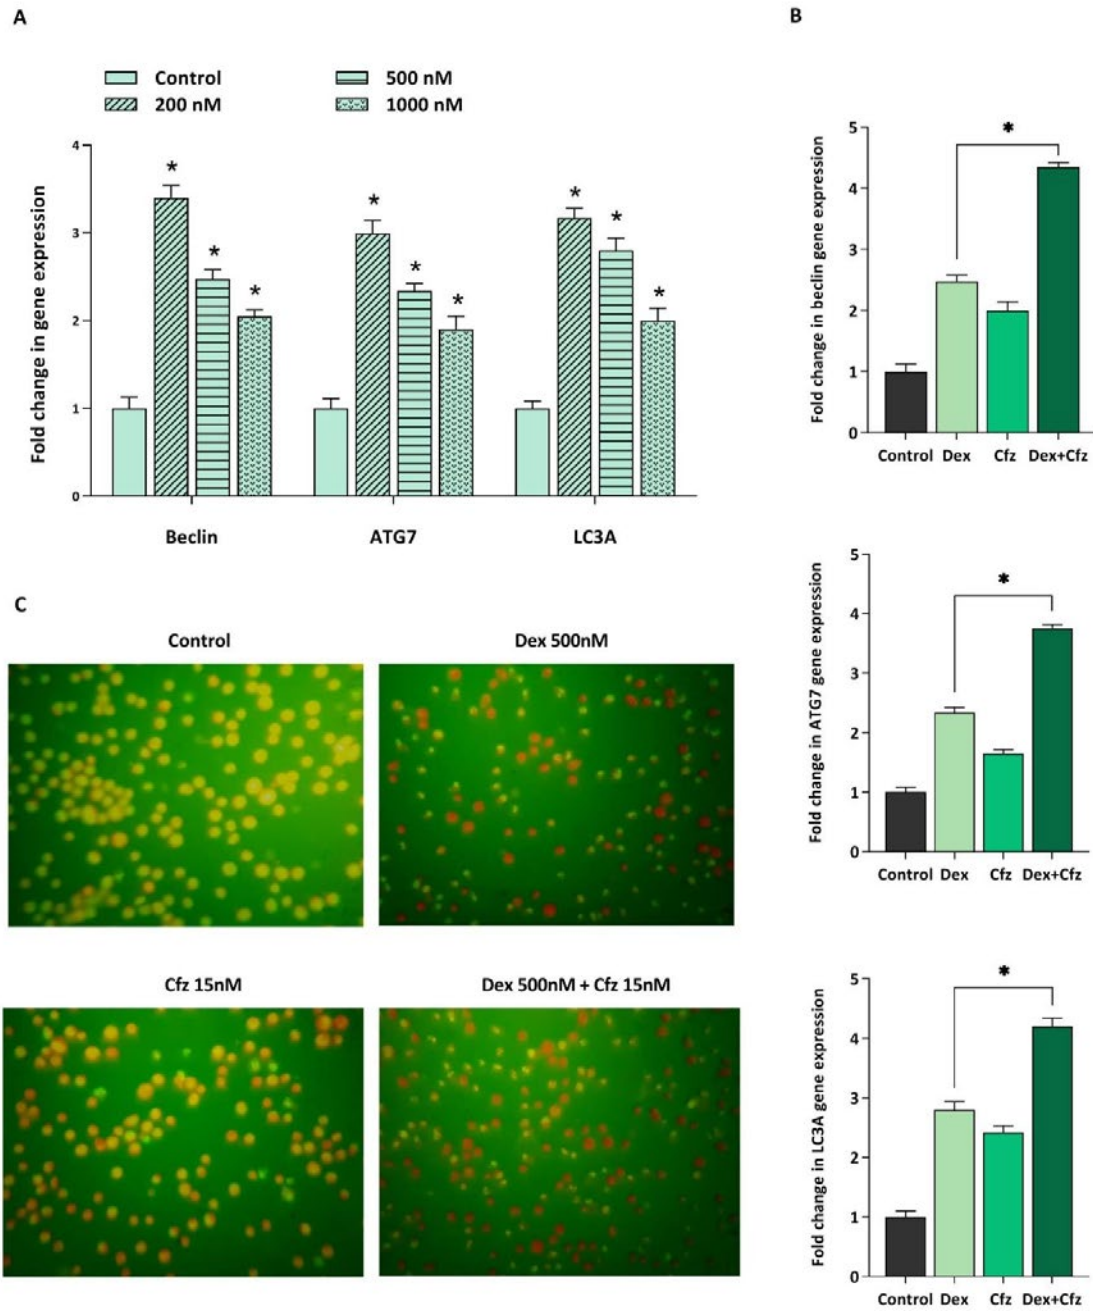 A
Control
500 nM
200 nM
1000 nM
Fold change in gene expression
4
3
2
1
0
*
*
*
*
*
*
*
*
*
Beclin
ATG7
LC3A
B
Fold change in beclin gene expression
5
4
3
2
1
0
*
Control Dex Cfz Dex+Cfz
Fold change in ATG7 gene expression
5
4
3
2
1
0
*
Control Dex Cfz Dex+Cfz
Fold change in LC3A gene expression
5
4
3
2
1
0
*
Control Dex Cfz Dex+Cfz
C
Control
Dex 500nM
Cfz 15nM
Dex 500nM + Cfz 15nM